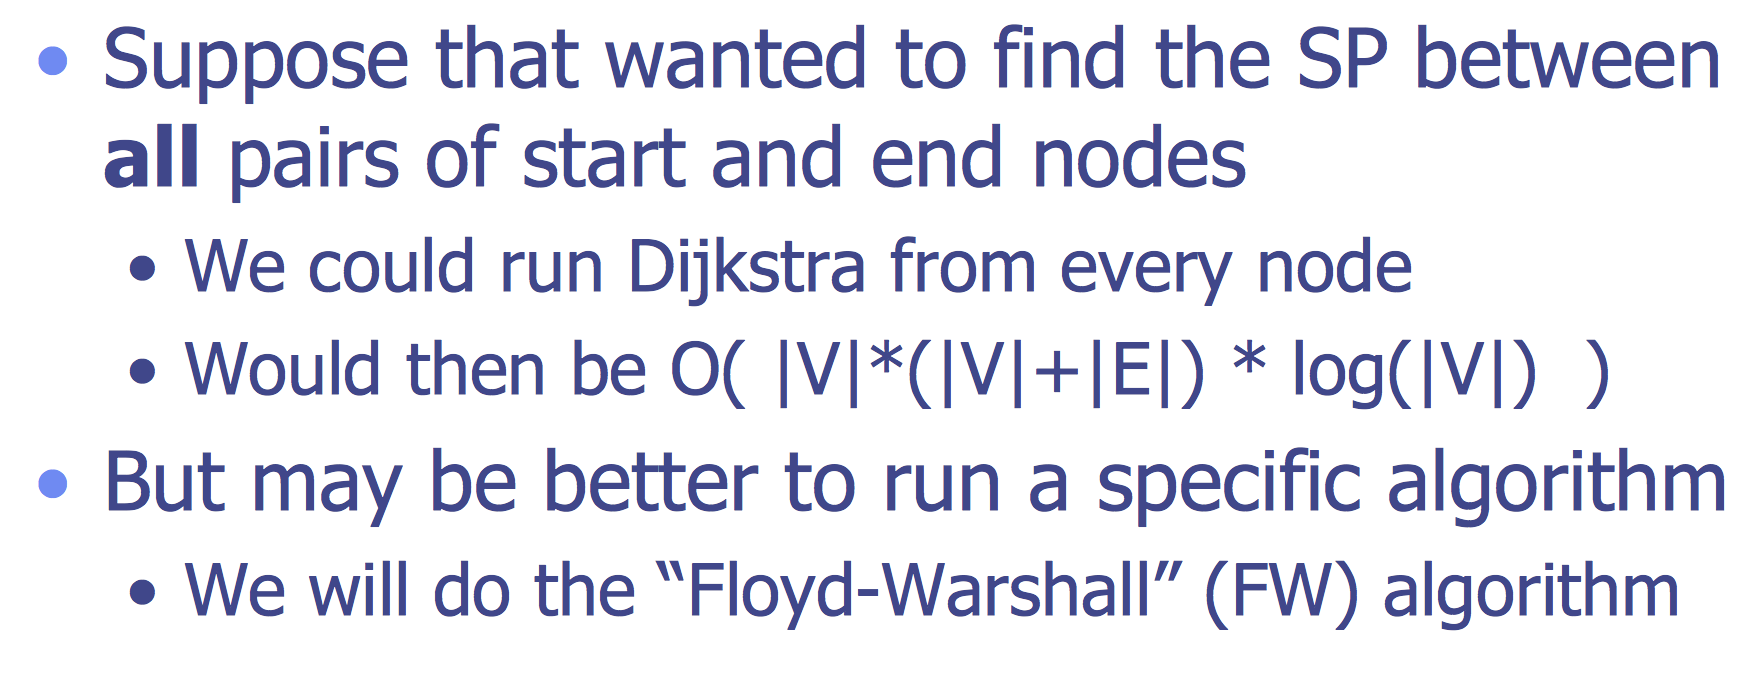 • Suppose that wanted to find the SP between
all pairs of start and end nodes
• We could run Dijkstra from every node
• Would then be O( |V|*(|V|+|E|) * log(|V|) )
• But may be better to run a specific algorithm
• We will do the “Floyd-Warshall” (FW) algorithm